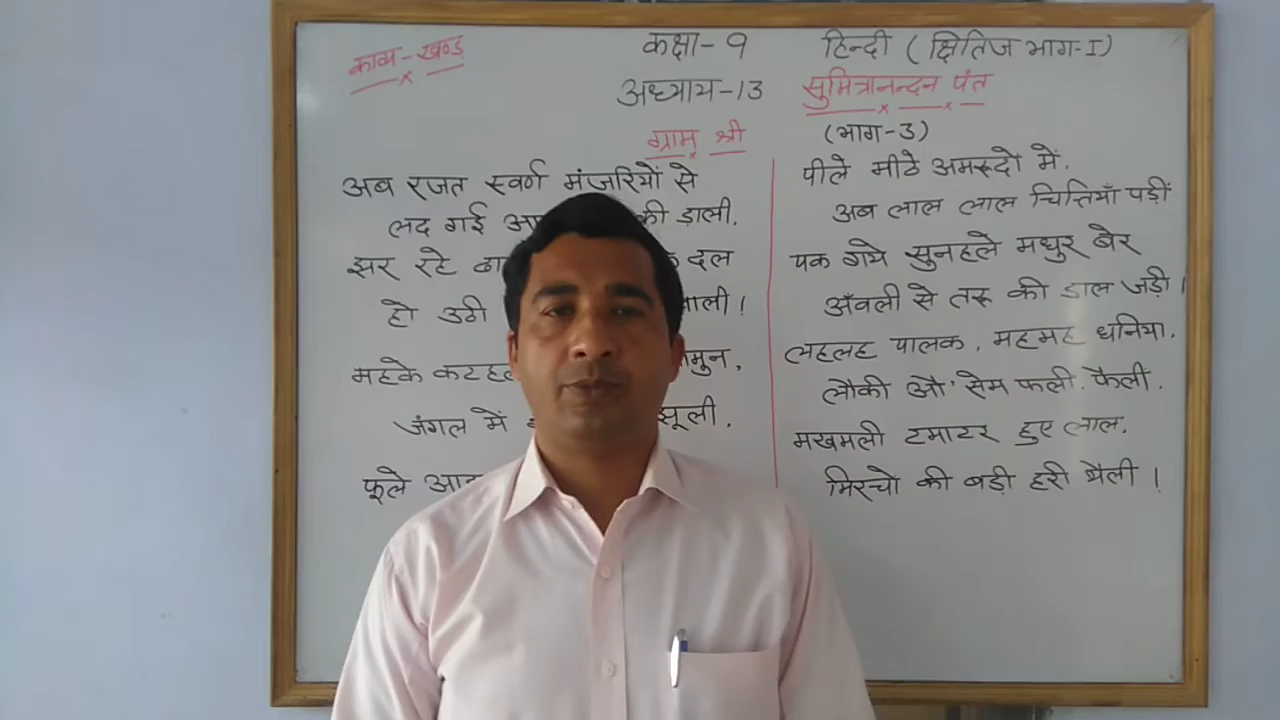 काव्य-खण्ड
कक्षा-9 हिन्दी (क्षितिज भाग-I)
अध्याय-13 सुमित्रानन्दन पंत
ग्राम श्री (भाग-3)
अब रजत स्वर्ण मंजरियों से
लद गई की डाली,
झर रहे दल
हो उठी
महके
जंगल में झूली,
फूले
पीले मीठे अमरूदो में,
अब लाल लाल चित्तियाँ पड़ीं
पक गये सुनहले मधुर बेर
अँवली से तरू की डाल जड़ी।
लहलह पालक, महमह धनिया,
लौकी औ' सेम फली, फैली,
मखमली टमाटर हुए लाल,
मिरचो की बड़ी हरी थैली!